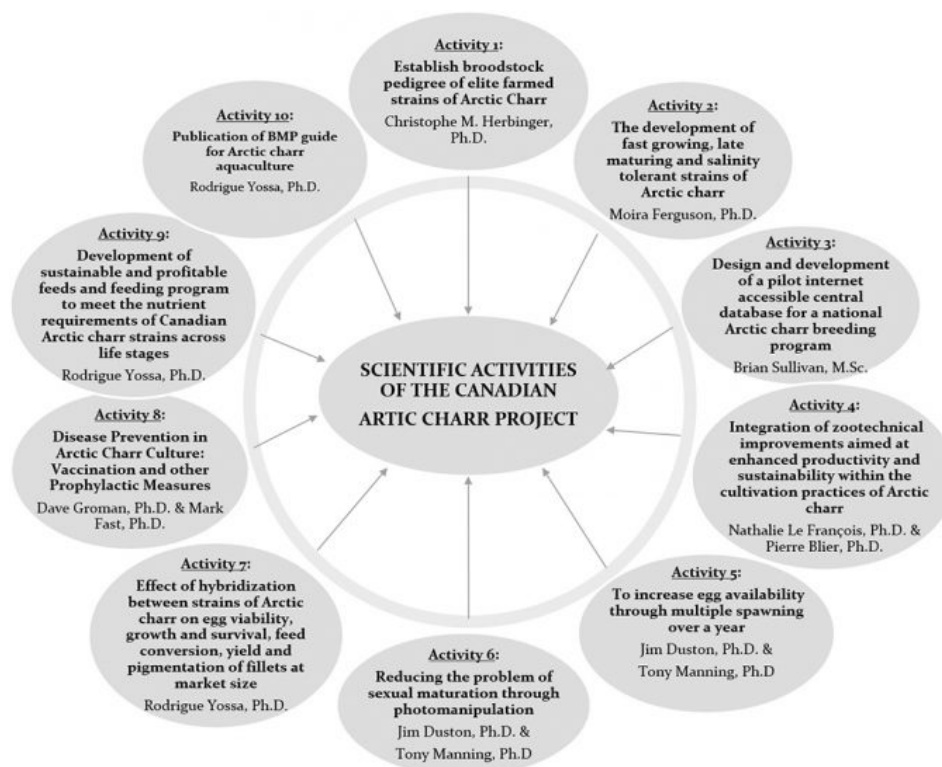 Activity 1:
Establish broodstock
pedigree of elite farmed
strains of Arctic Charr
Christophe M. Herbinger,
Ph.D.
Activity 2:
The development of
fast growing, late
maturing and salinity
tolerant strains of
Arctic charr
Moira Ferguson, Ph.D.
Activity 3:
Design and development
of a pilot internet
accessible central
database for a national
Arctic charr breeding
program
Brian Sullivan, M.Sc.
Activity 4:
Integration of zootechnical
improvements aimed at
enhanced productivity and
sustainability within the
cultivation practices of Arctic
charr
Nathalie Le François, Ph.D. &
Pierre Blier, Ph.D.
Activity 5:
To increase egg availability
through multiple spawning
over a year
Jim Duston, Ph.D. &
Tony Manning, Ph.D
Activity 6:
Reducing the problem of
sexual maturation through
photomanipulation
Jim Duston, Ph.D. &
Tony Manning, Ph.D
Activity 7:
Effect of hybridization
between strains of Arctic
charr on egg viability,
growth and survival, feed
conversion, yield and
pigmentation of fillets at
market size
Rodrigue Yossa, Ph.D.
Activity 8:
Disease Prevention in
Arctic Charr Culture:
Vaccination and other
Prophylactic Measures
Dave Groman, Ph.D. & Mark
Fast, Ph.D.
Activity 9:
Development of
sustainable and profitable
feeds and feeding program
to meet the nutrient
requirements of Canadian
Arctic charr strains across
life stages
Rodrigue Yossa, Ph.D.
Activity 10:
Publication of BMP guide
for Arctic charr
aquaculture
Rodrigue Yossa, Ph.D.
SCIENTIFIC ACTIVITIES
OF THE CANADIAN
ARTIC CHARR PROJECT